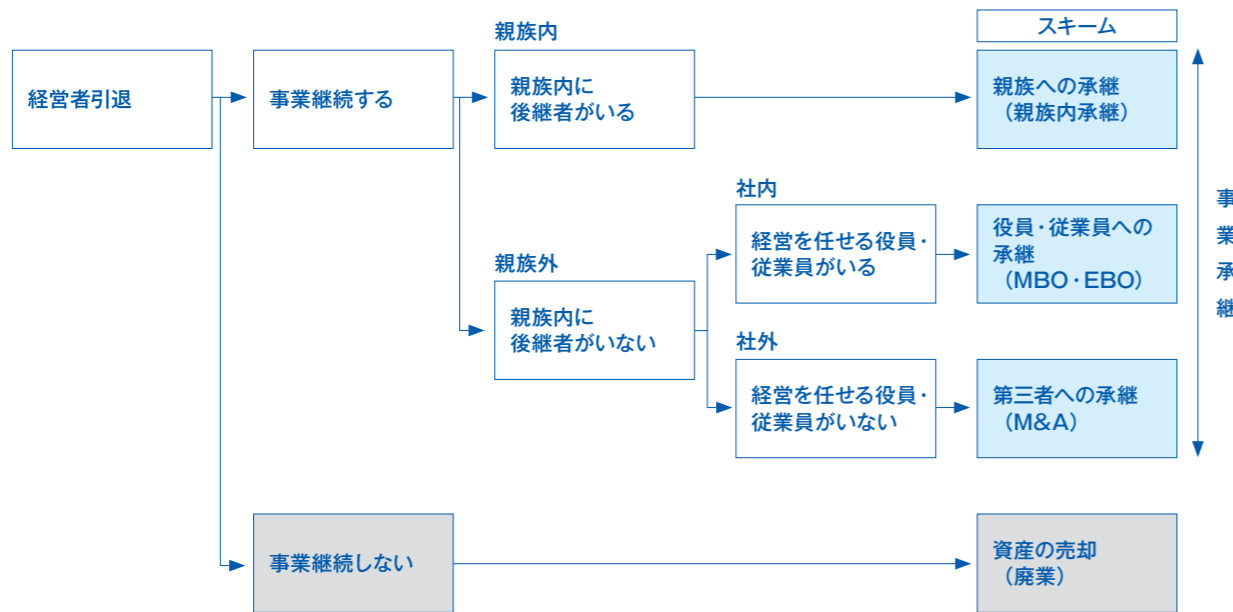 スキーム
親族内
経営者引退
事業継続する
親族内に
後継者がいる
親族への承継
（親族内承継）
社内
経営を任せる役員・
従業員がいる
役員・従業員への
承継
（MBO・EBO）
親族外
親族内に
後継者がいない
社外
経営を任せる役員・
従業員がいない
第三者への承継
（M&A）
事業承継
事業継続しない
資産の売却
（廃業）